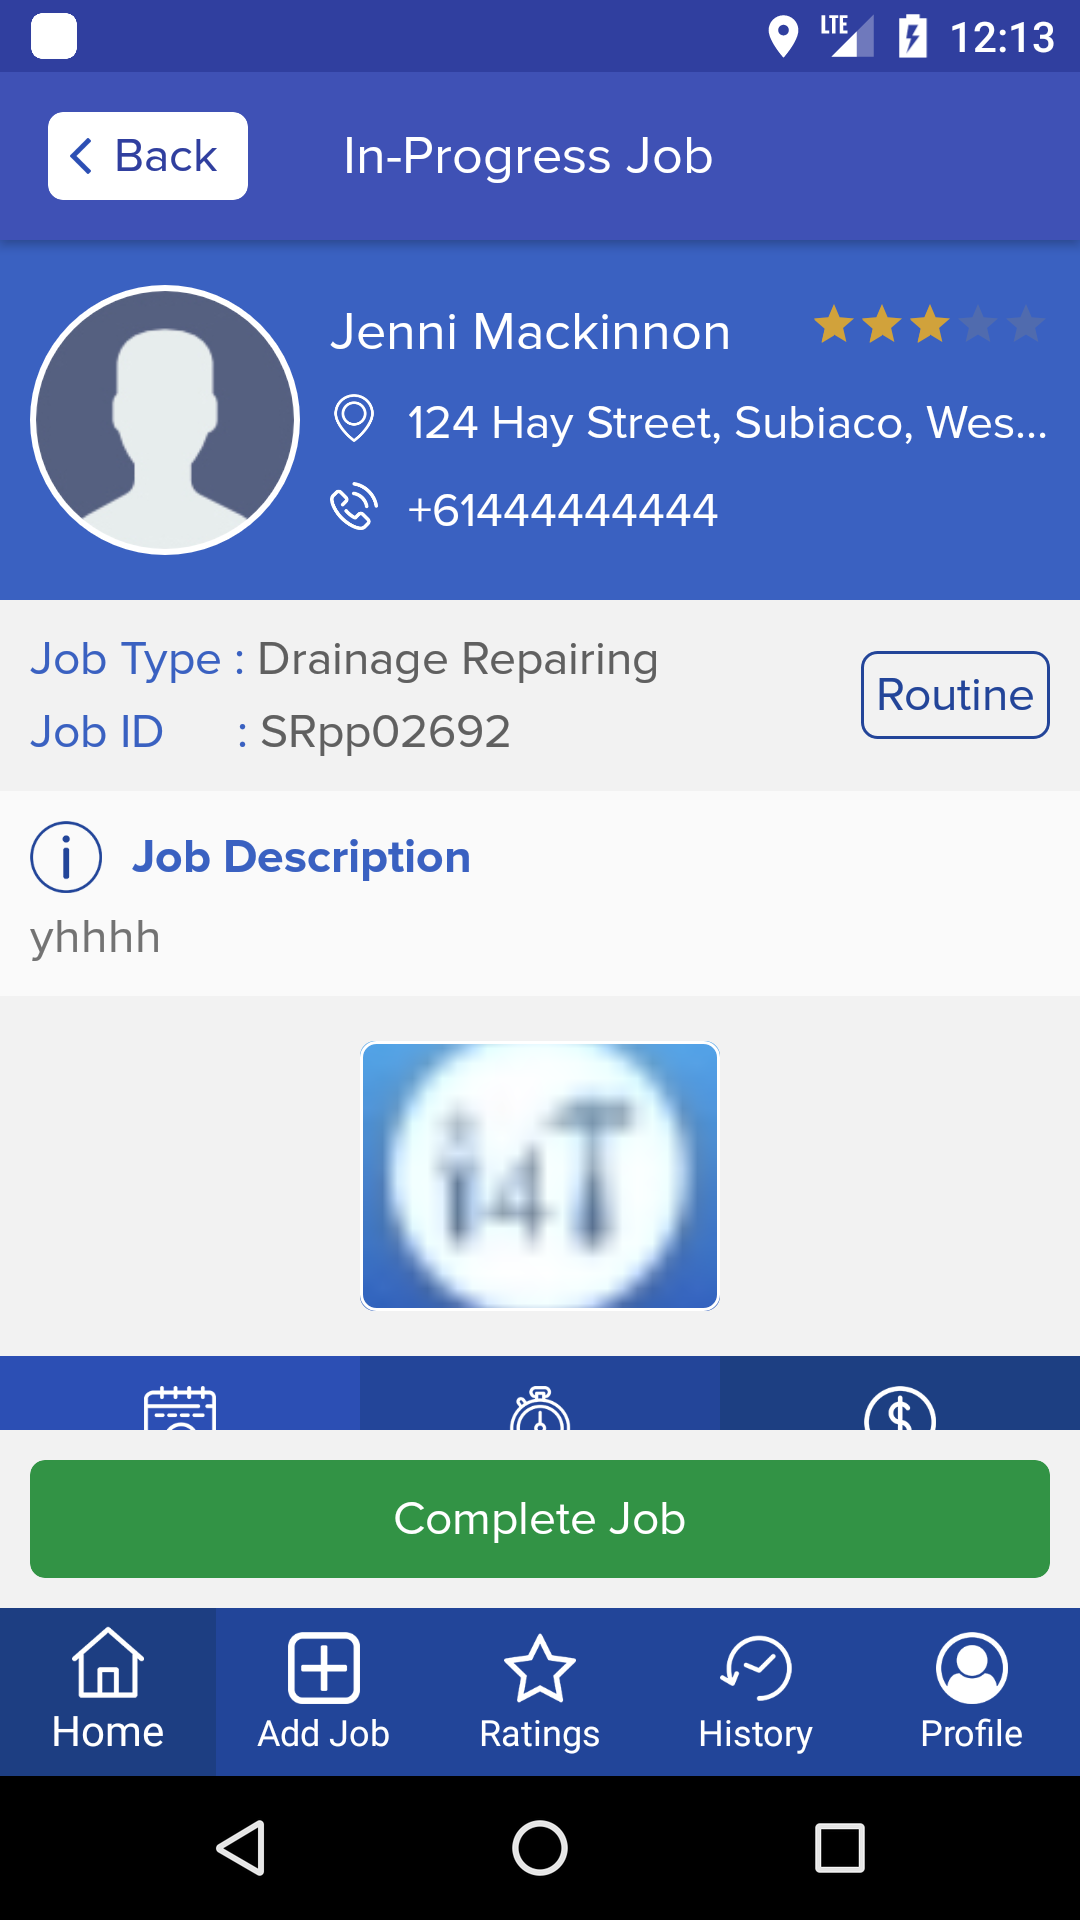 LTE 12:13
Back In-Progress Job
Jenni Mackinnon
124 Hay Street, Subiaco, Wes...
+61444444444
Job Type : Drainage Repairing
Job ID : SRpp02692
Routine
Job Description
yhhhh
i4T
Complete Job
Home Add Job Ratings History Profile